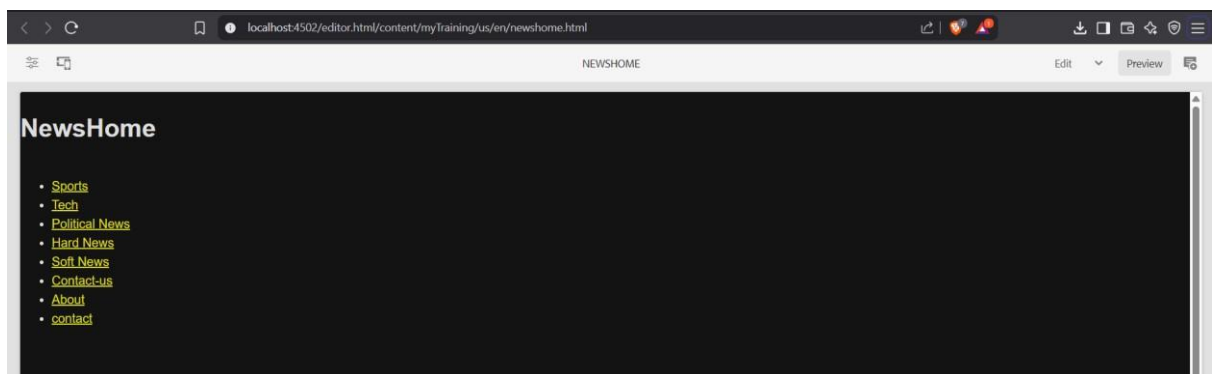 localhost:4502/editor.html/content/myTraining/us/en/newshome.html
NEWSHOME
Edit
Preview
NewsHome
Sports
Tech
Political News
Hard News
Soft News
Contact-us
About
contact